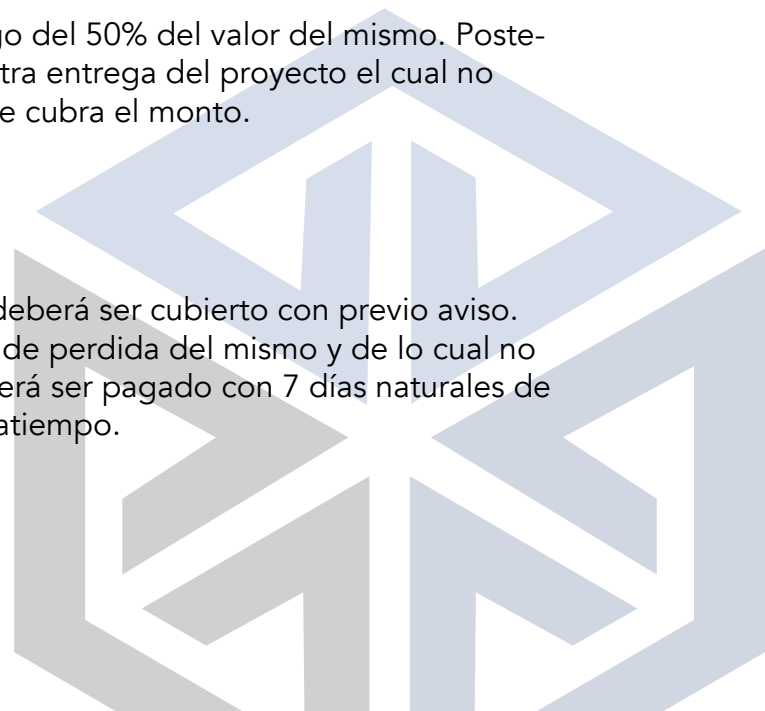 go del 50% del valor del mismo. Poste-
tra entrega del proyecto el cual no
e cubra el monto.
deberá ser cubierto con previo aviso.
de perdida del mismo y de lo cual no
erá ser pagado con 7 días naturales de
atiempo.